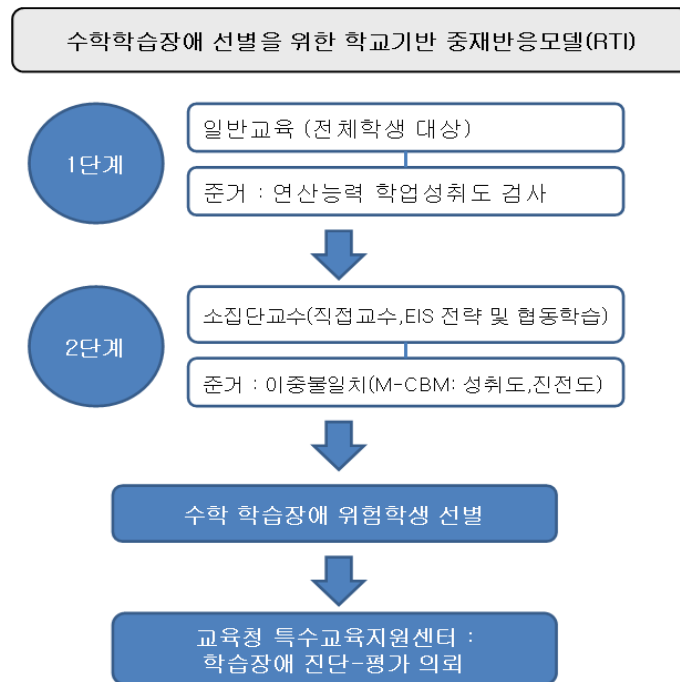 수학학습장애 선별을 위한 학교기반 중재반응모델(RTI)
1단계
일반교육 (전체학생 대상)
준거 : 연산능력 학업성취도 검사
2단계
소집단교수(직접교수,EIS 전략 및 협동학습)
준거 : 이중불일치(M-CBM: 성취도,진전도)
수학 학습장애 위험학생 선별
교육청 특수교육지원센터 :
학습장애 진단-평가 의뢰